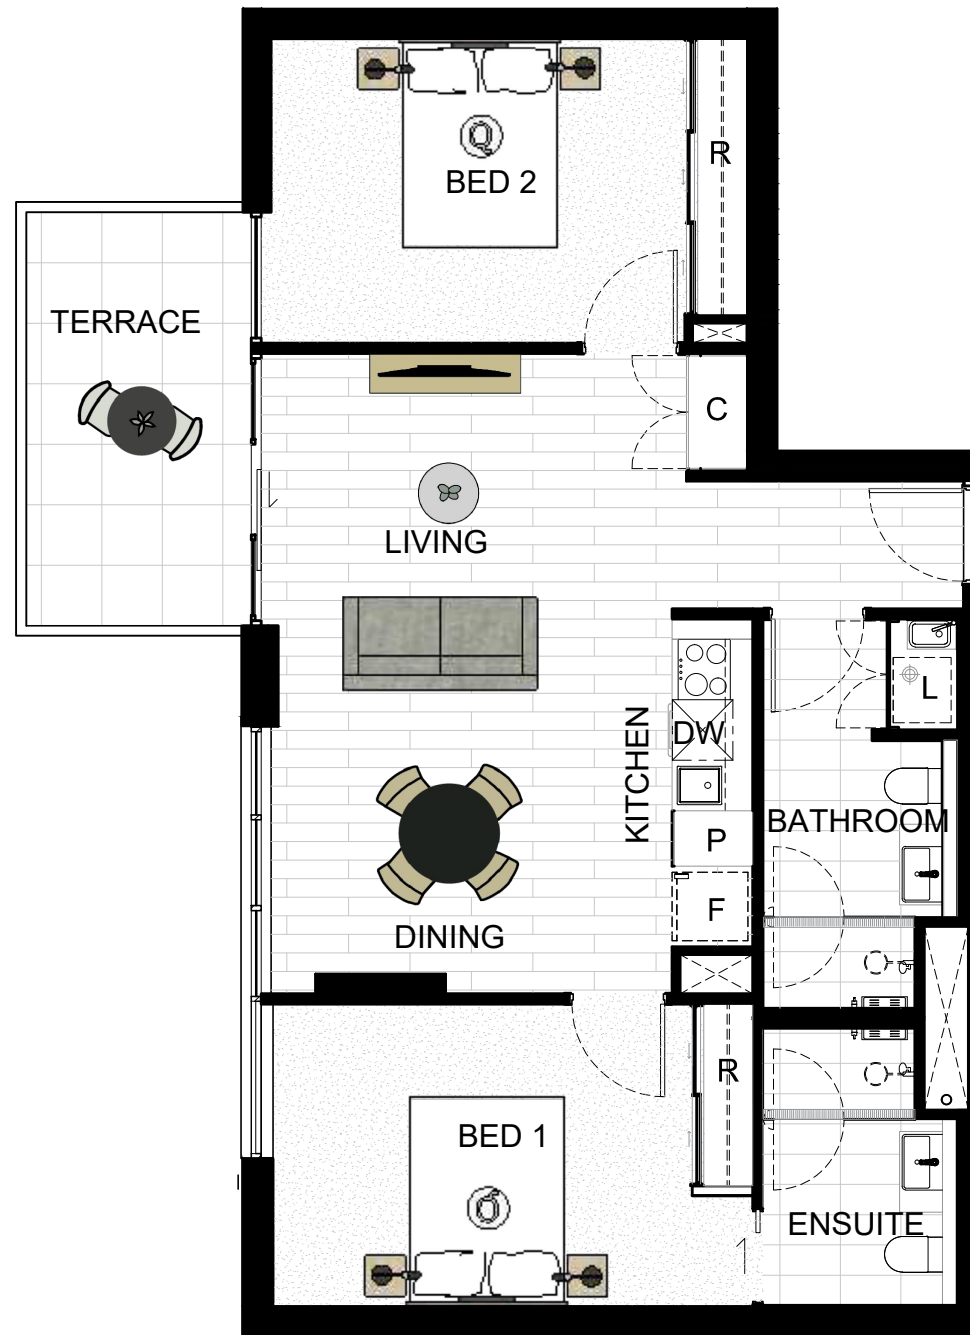 Q
BED 2
R
TERRACE
C
LIVING
L
DW
KITCHEN
BATHROOM
P
F
DINING
R
BED 1
Q
ENSUITE